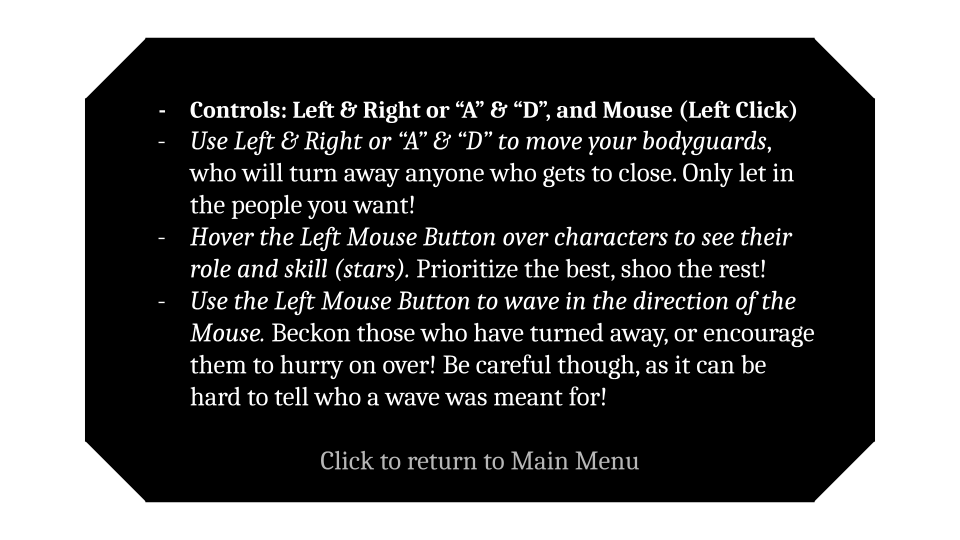 - Controls: Left & Right or “A” & “D”, and Mouse (Left Click)
- Use Left & Right or “A” & “D” to move your bodyguards,
who will turn away anyone who gets to close. Only let in
the people you want!
- Hover the Left Mouse Button over characters to see their
role and skill (stars). Prioritize the best, shoo the rest!
- Use the Left Mouse Button to wave in the direction of the
Mouse. Beckon those who have turned away, or encourage
them to hurry on over! Be careful though, as it can be
hard to tell who a wave was meant for!
Click to return to Main Menu